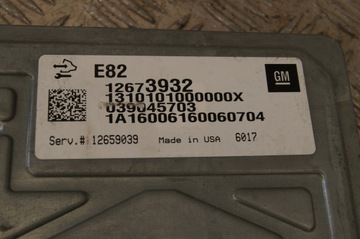 E82
GM
12673932
1310101000000X
039045703
1A16006160060704
Serv.# 12659039 Made in USA 6017